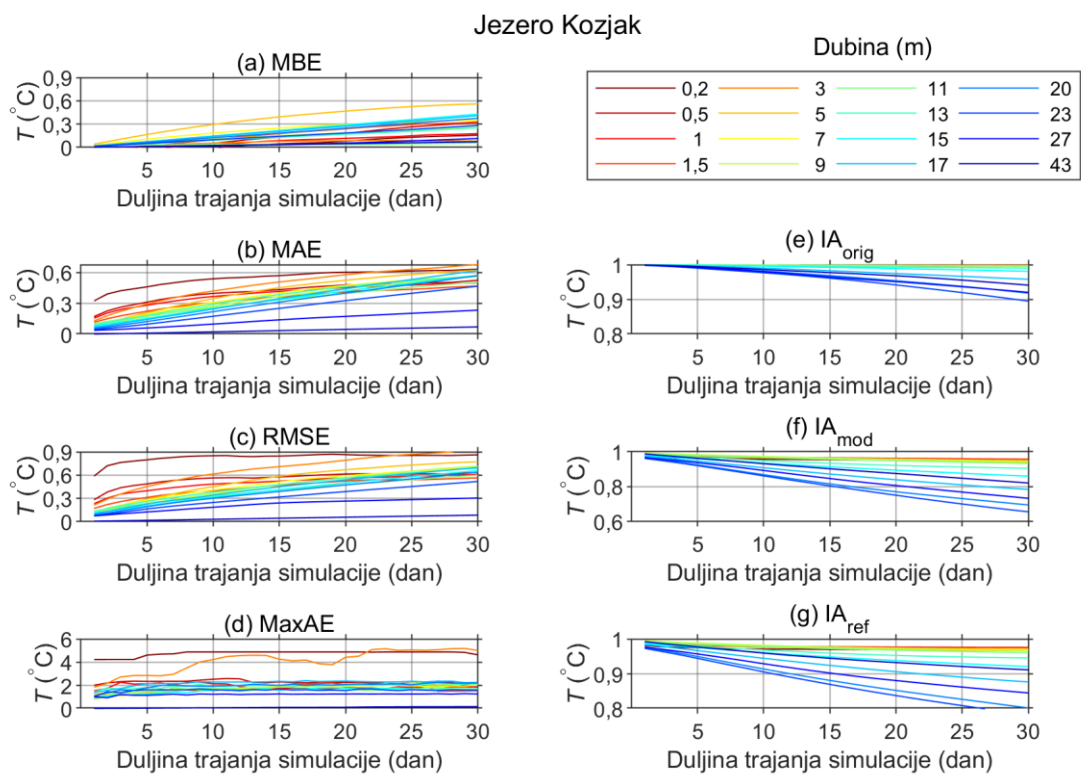 Jezero Kozjak
(a) MBE
T (°C)
0,9
0,6
0,3
0
5 10 15 20 25 30
Duljina trajanja simulacije (dan)
Dubina (m)
0,2 3 11 20
0,5 5 13 23
1 7 15 27
1,5 9 17 43
(b) MAE
T (°C)
0,6
0,3
0
5 10 15 20 25 30
Duljina trajanja simulacije (dan)
(e) IA_orig
T (°C)
1
0,9
0,8
5 10 15 20 25 30
Duljina trajanja simulacije (dan)
(c) RMSE
T (°C)
0,9
0,6
0,3
0
5 10 15 20 25 30
Duljina trajanja simulacije (dan)
(f) IA_mod
T (°C)
1
0,8
0,6
5 10 15 20 25 30
Duljina trajanja simulacije (dan)
(d) MaxAE
T (°C)
6
4
2
0
5 10 15 20 25 30
Duljina trajanja simulacije (dan)
(g) IA_ref
T (°C)
1
0,9
0,8
5 10 15 20 25 30
Duljina trajanja simulacije (dan)